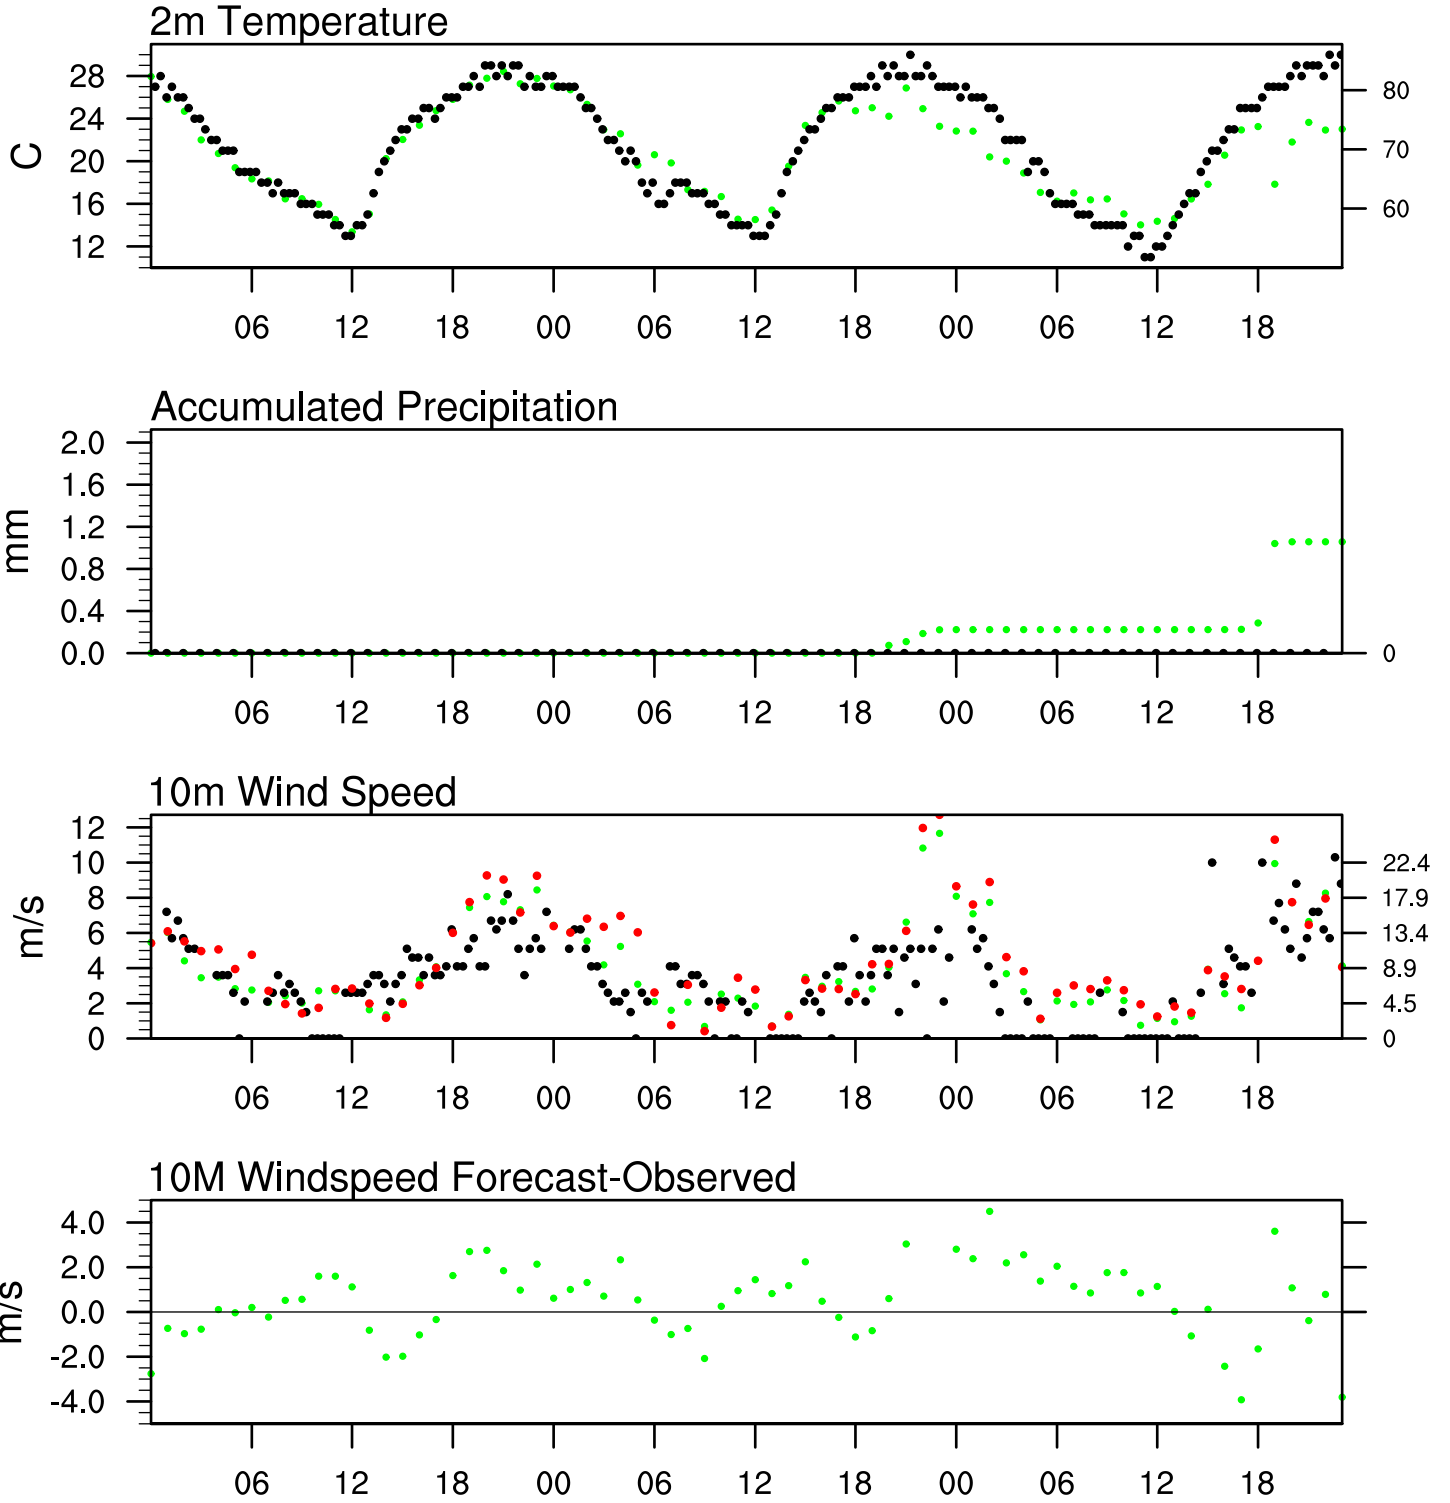 2m Temperature
28
24
20
16
12
C
80
70
60
06 12 18 00 06 12 18 00 06 12 18
Accumulated Precipitation
2.0
1.6
1.2
0.8
0.4
0.0
mm
0
06 12 18 00 06 12 18 00 06 12 18
10m Wind Speed
12
10
8
6
4
2
0
m/s
22.4
17.9
13.4
8.9
4.5
0
06 12 18 00 06 12 18 00 06 12 18
10M Windspeed Forecast-Observed
4.0
2.0
0.0
-2.0
-4.0
m/s
06 12 18 00 06 12 18 00 06 12 18